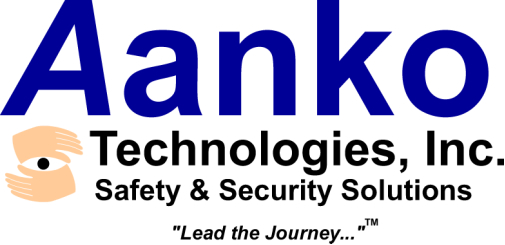 Aanko
Technologies, Inc.
Safety & Security Solutions
"Lead the Journey..."™